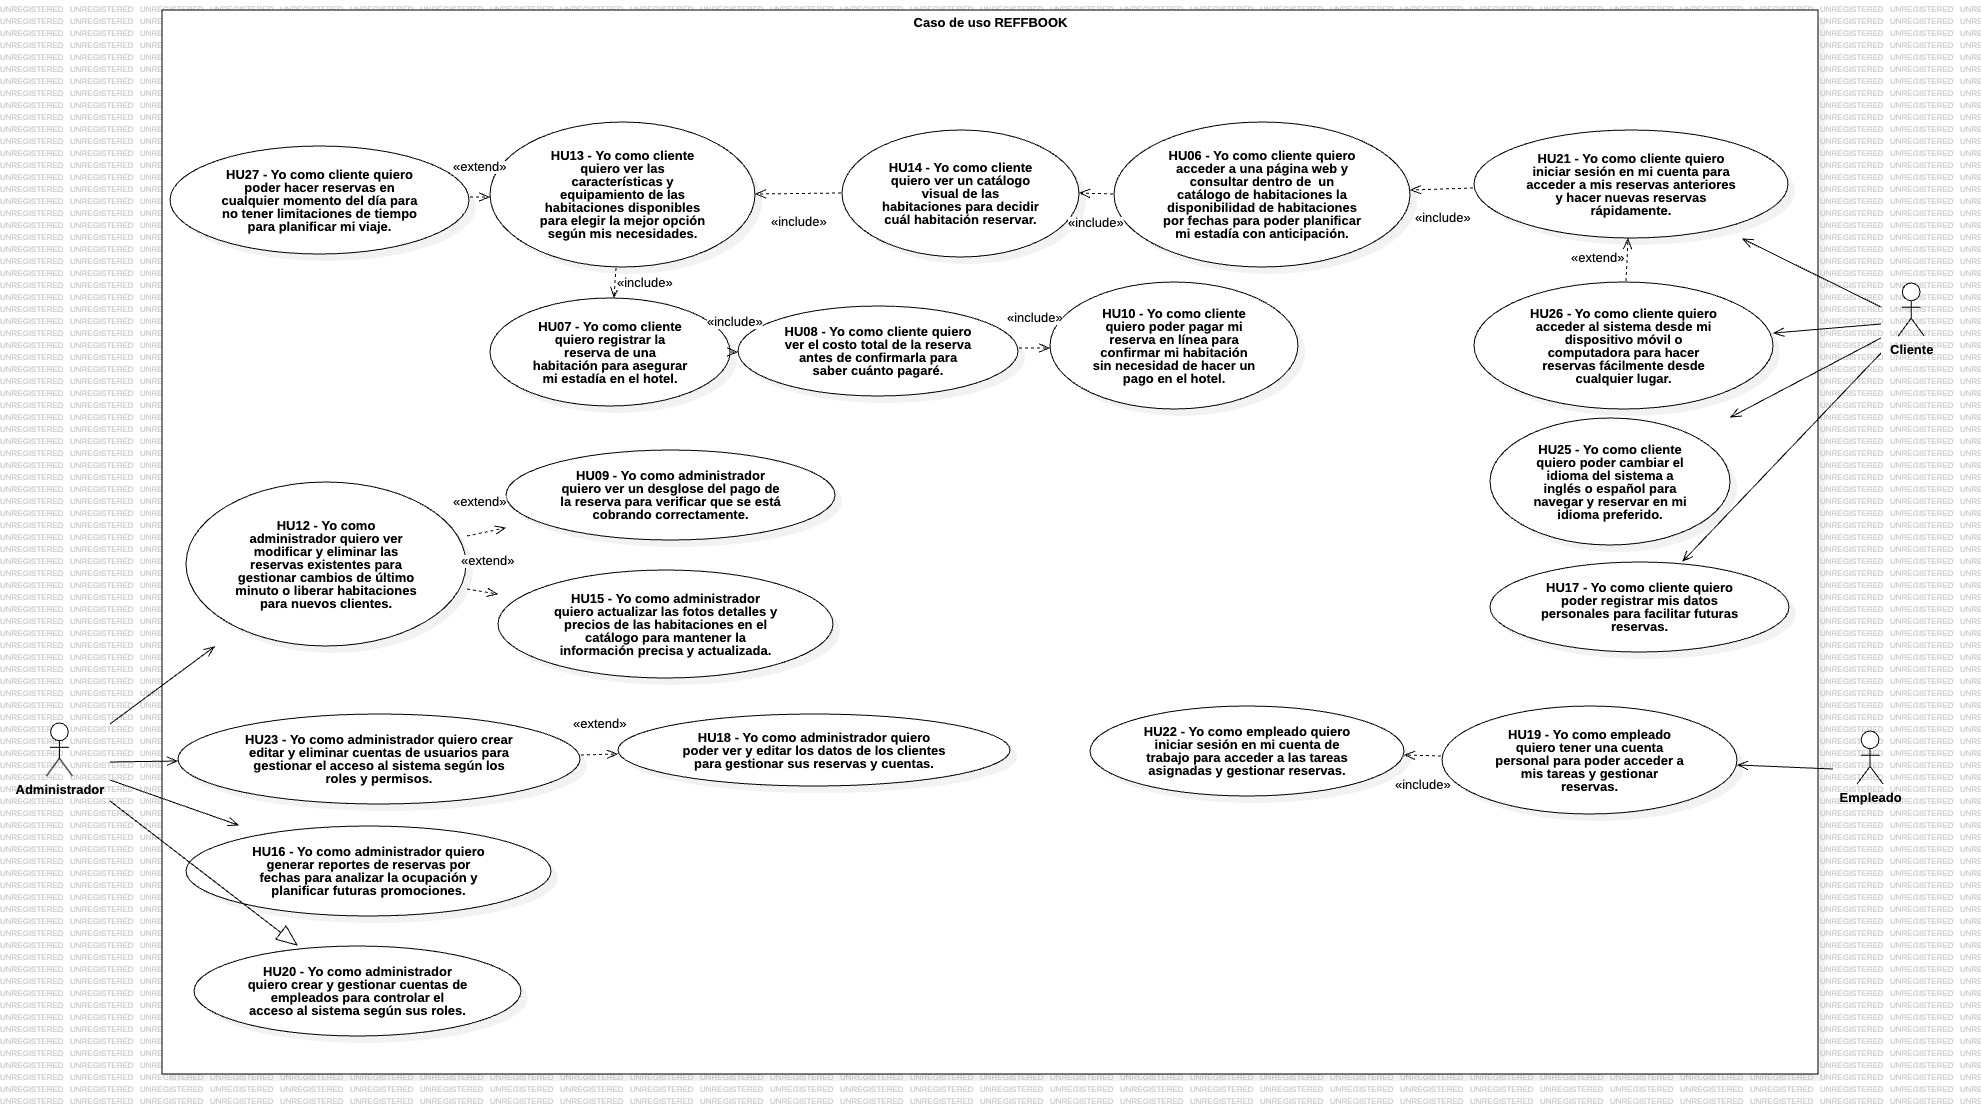 Caso de uso REFFBOOK
HU27 - Yo como cliente quiero
poder hacer reservas en
cualquier momento del día para
no tener limitaciones de tiempo
para planificar mi viaje.
«extend»
HU13 - Yo como cliente
quiero ver las
características y
equipamiento de las
habitaciones disponibles
para elegir la mejor opción
según mis necesidades.
«include»
HU14 - Yo como cliente
quiero ver un catálogo
visual de las
habitaciones para decidir
cuál habitación reservar.
«include»
HU06 - Yo como cliente quiero
acceder a una página web y
consultar dentro de un
catálogo de habitaciones la
disponibilidad de habitaciones
por fechas para poder planificar
mi estadía con anticipación.
«include»
HU21 - Yo como cliente quiero
iniciar sesión en mi cuenta para
acceder a mis reservas anteriores
y hacer nuevas reservas
rápidamente.
«extend»
«include»
HU07 - Yo como cliente
quiero registrar la
reserva de una
habitación para asegurar
mi estadía en el hotel.
«include»
HU08 - Yo como cliente quiero
ver el costo total de la reserva
antes de confirmarla para
saber cuánto pagaré.
«include»
HU10 - Yo como cliente
quiero poder pagar mi
reserva en línea para
confirmar mi habitación
sin necesidad de hacer un
pago en el hotel.
HU26 - Yo como cliente quiero
acceder al sistema desde mi
dispositivo móvil o
computadora para hacer
reservas fácilmente desde
cualquier lugar.
Cliente
HU25 - Yo como cliente
quiero poder cambiar el
idioma del sistema a
inglés o español para
navegar y reservar en mi
idioma preferido.
HU17 - Yo como cliente quiero
poder registrar mis datos
personales para facilitar futuras
reservas.
HU12 - Yo como
administrador quiero ver
modificar y eliminar las
reservas existentes para
gestionar cambios de último
minuto o liberar habitaciones
para nuevos clientes.
«extend»
HU09 - Yo como administrador
quiero ver un desglose del pago de
la reserva para verificar que se está
cobrando correctamente.
«extend»
HU15 - Yo como administrador
quiero actualizar las fotos detalles y
precios de las habitaciones en el
catálogo para mantener la
información precisa y actualizada.
Administrador
HU23 - Yo como administrador quiero crear
editar y eliminar cuentas de usuarios para
gestionar el acceso al sistema según los
roles y permisos.
«extend»
HU18 - Yo como administrador quiero
poder ver y editar los datos de los clientes
para gestionar sus reservas y cuentas.
HU22 - Yo como empleado quiero
iniciar sesión en mi cuenta de
trabajo para acceder a las tareas
asignadas y gestionar reservas.
«include»
HU19 - Yo como empleado
quiero tener una cuenta
personal para poder acceder a
mis tareas y gestionar
reservas.
Empleado
HU16 - Yo como administrador quiero
generar reportes de reservas por
fechas para analizar la ocupación y
planificar futuras promociones.
HU20 - Yo como administrador
quiero crear y gestionar cuentas de
empleados para controlar el
acceso al sistema según sus roles.